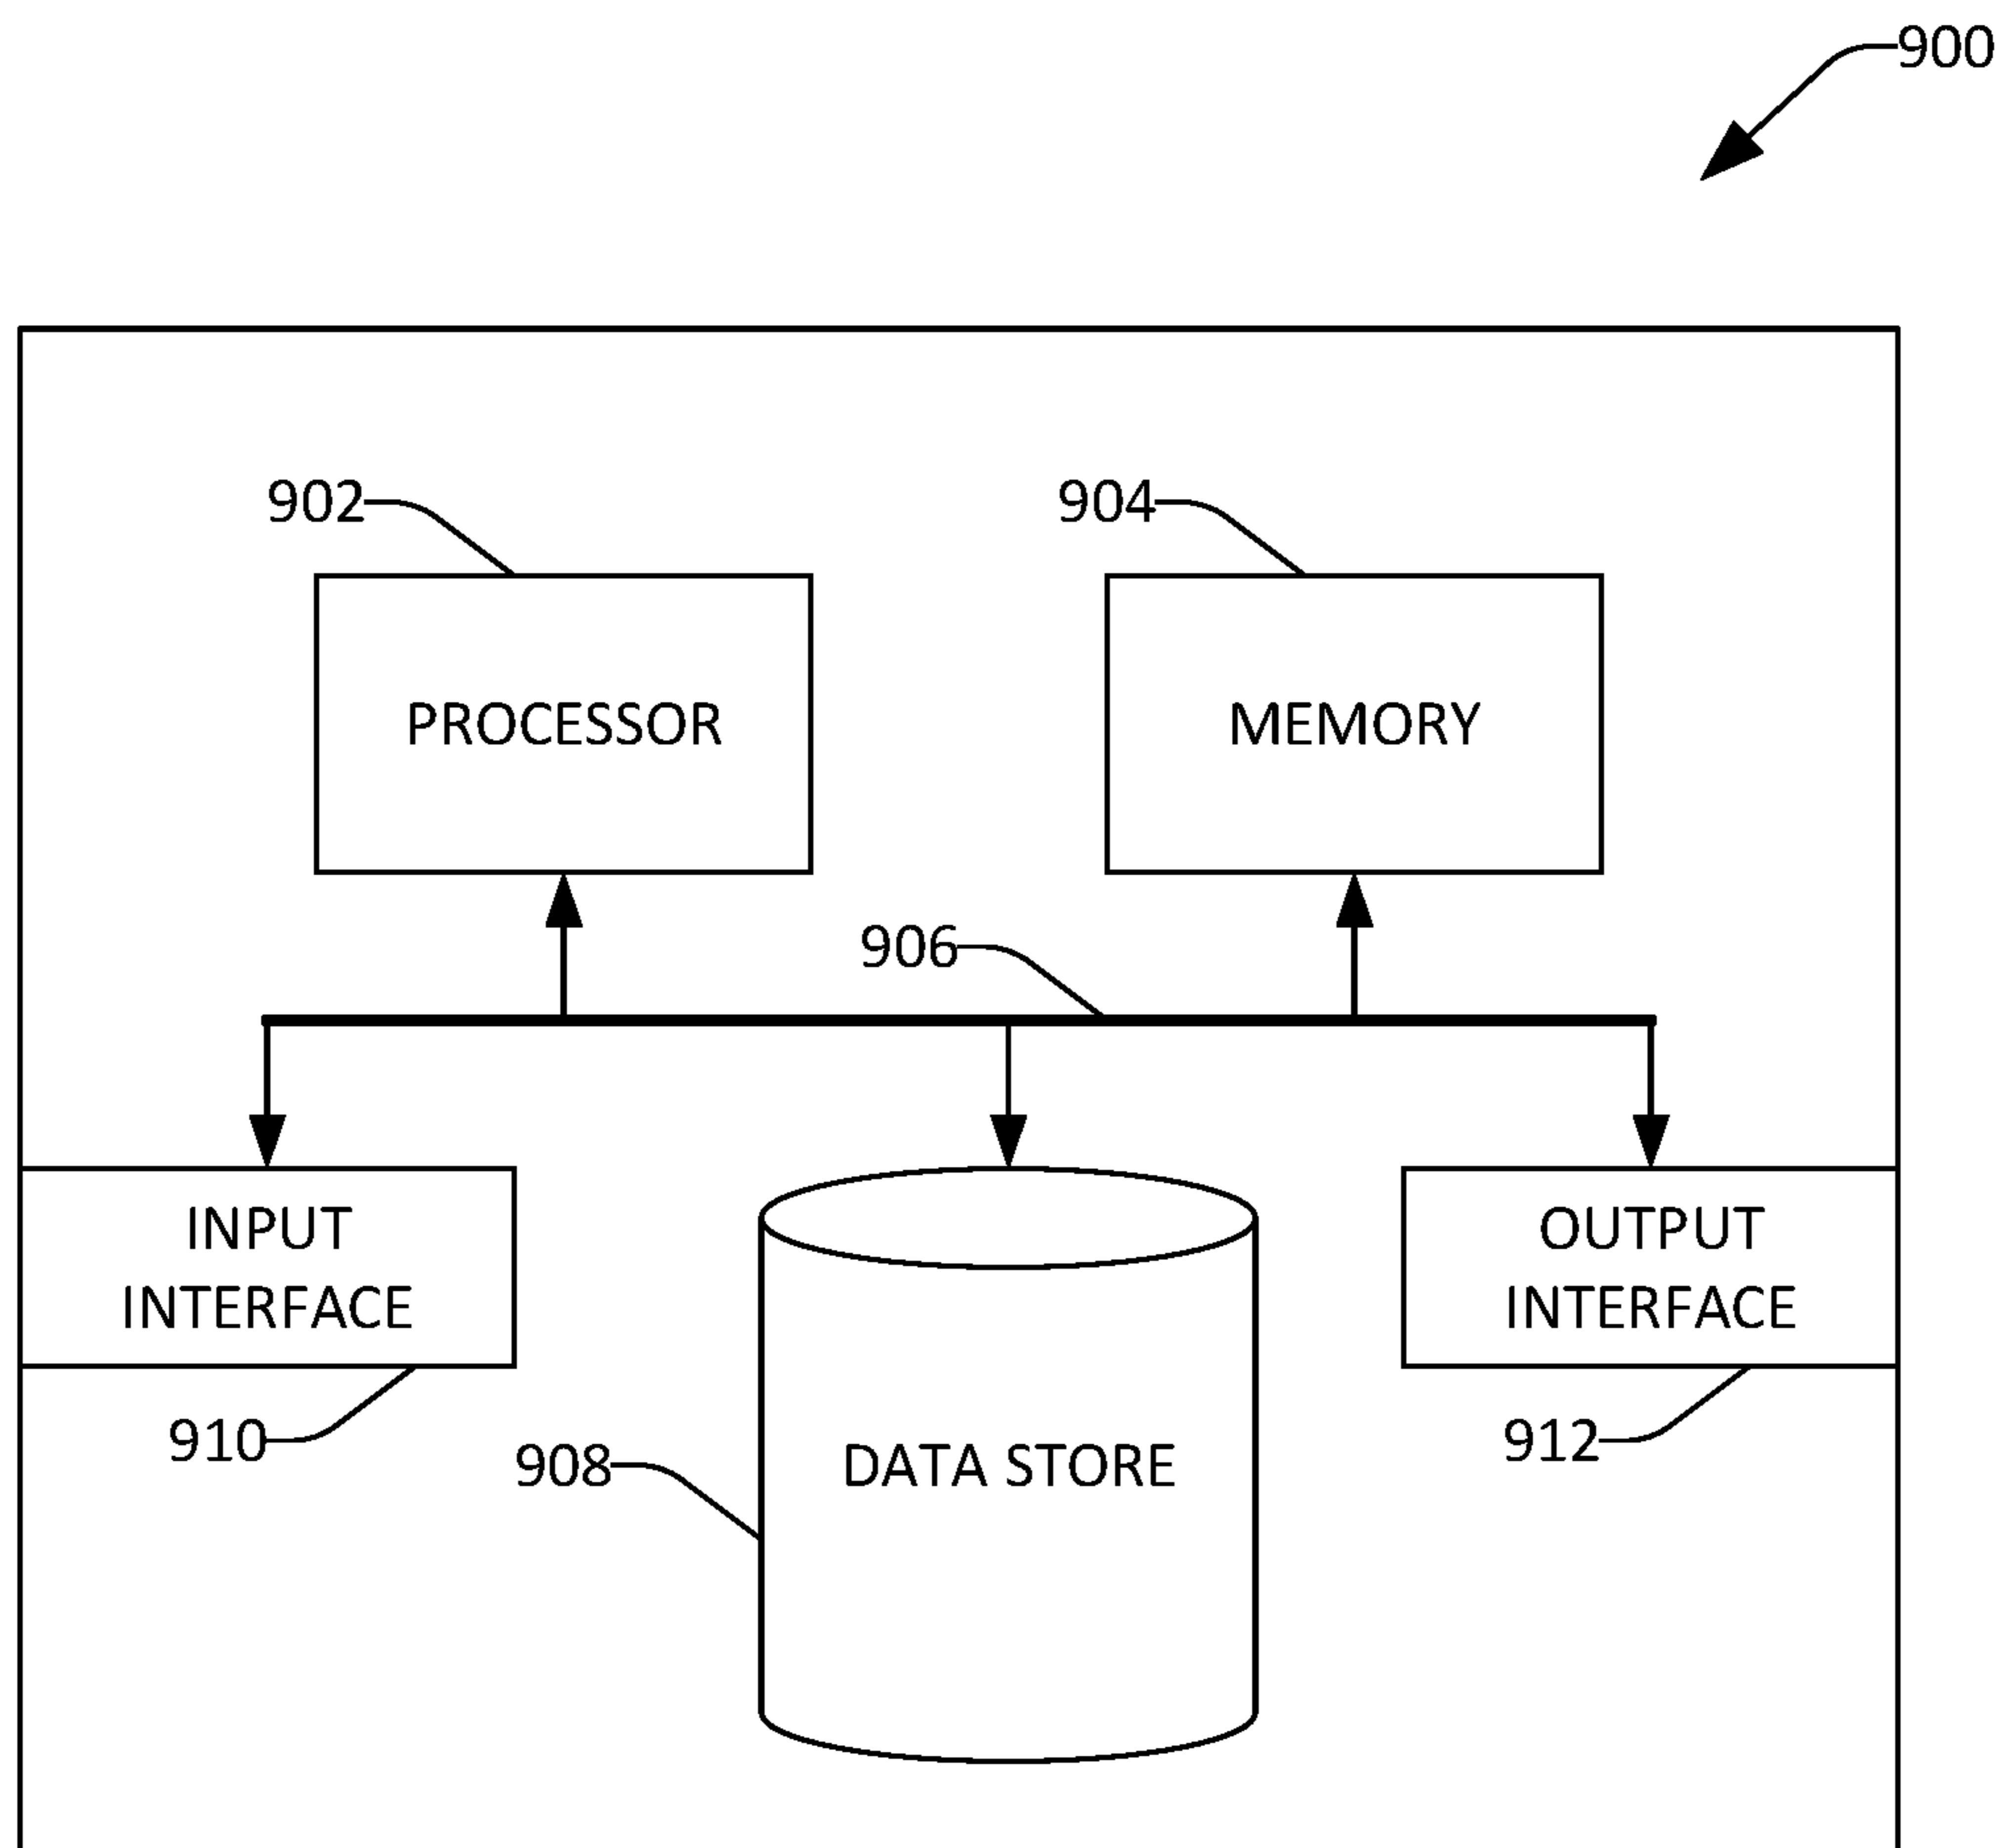 900
902
904
PROCESSOR
MEMORY
906
INPUT
INTERFACE
OUTPUT
INTERFACE
910
908
DATA STORE
912